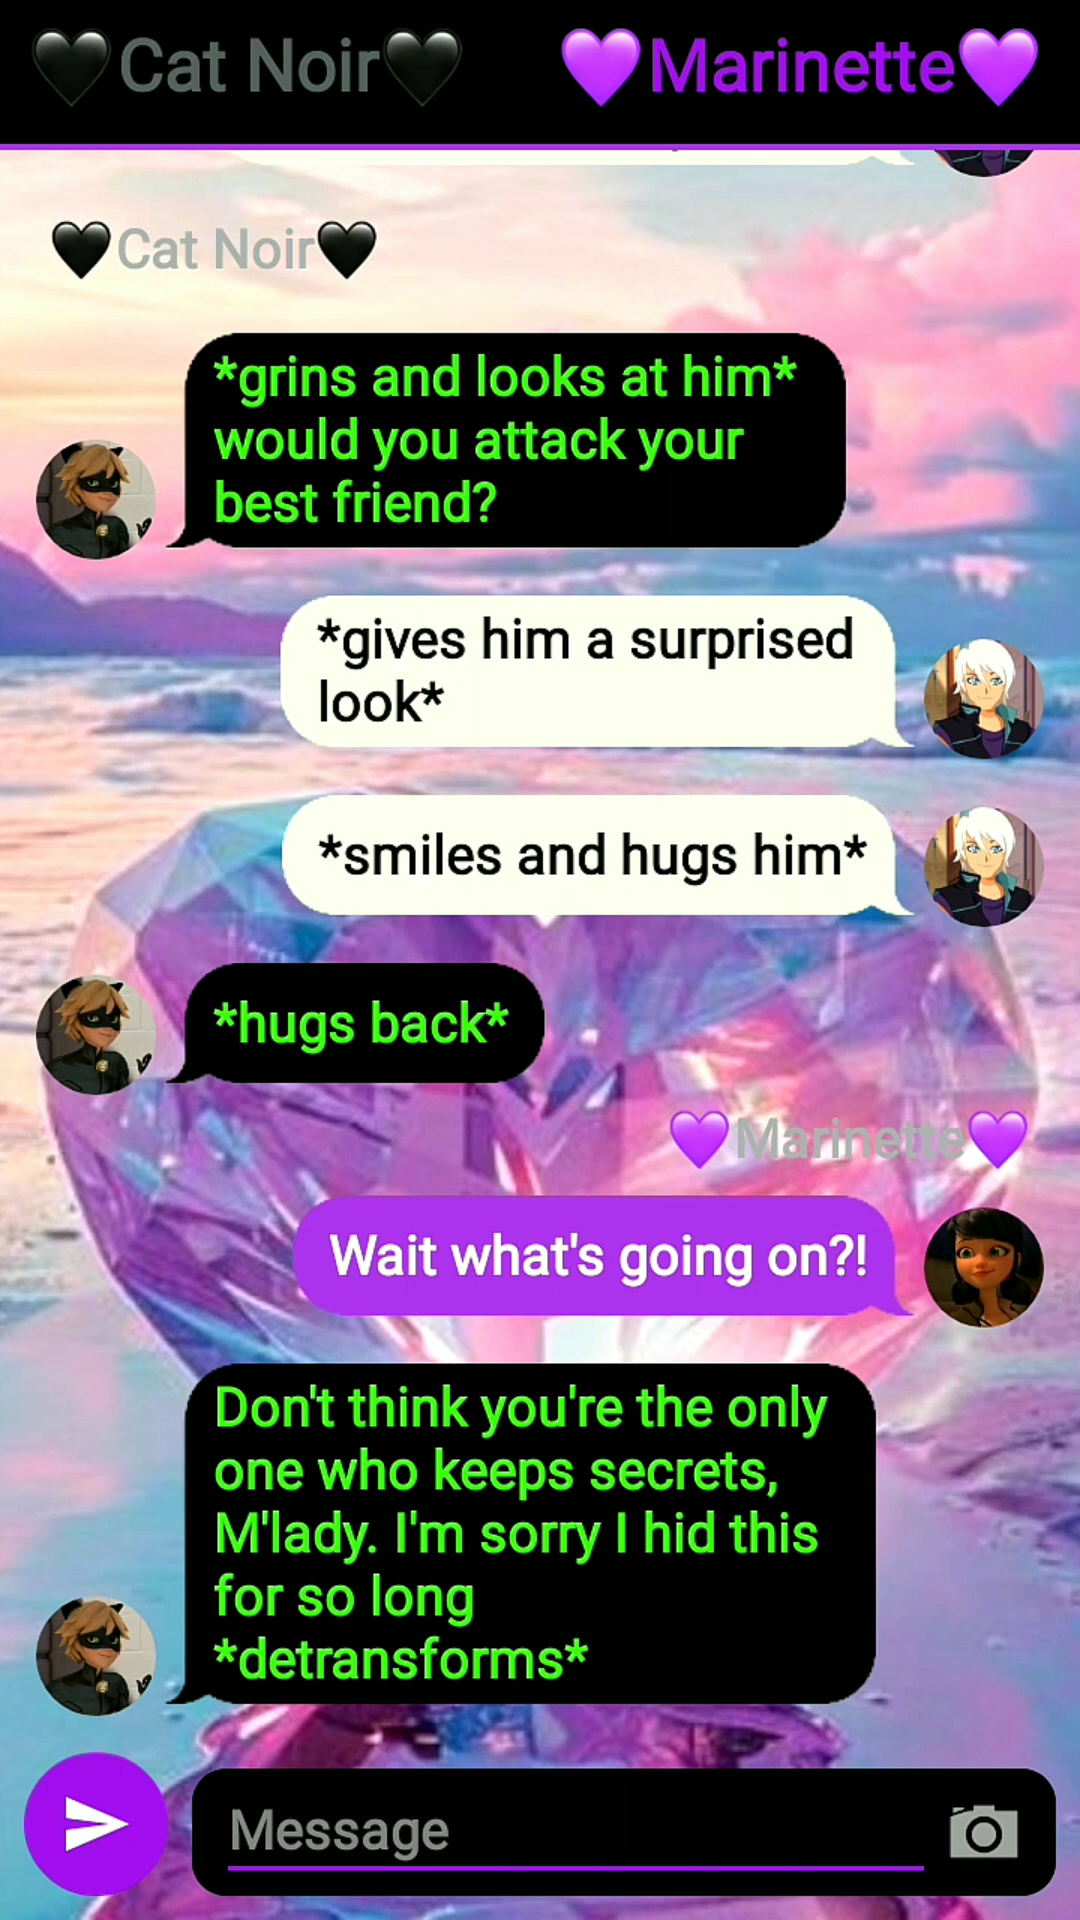 🖤Cat Noir🖤 💜Marinette💜
🖤Cat Noir🖤
*grins and looks at him*
would you attack your
best friend?
*gives him a surprised
look*
*smiles and hugs him*
*hugs back*
💜Marinette💜
Wait what's going on?!
Don't think you're the only
one who keeps secrets,
M'lady. I'm sorry I hid this
for so long
*detransforms*
Message